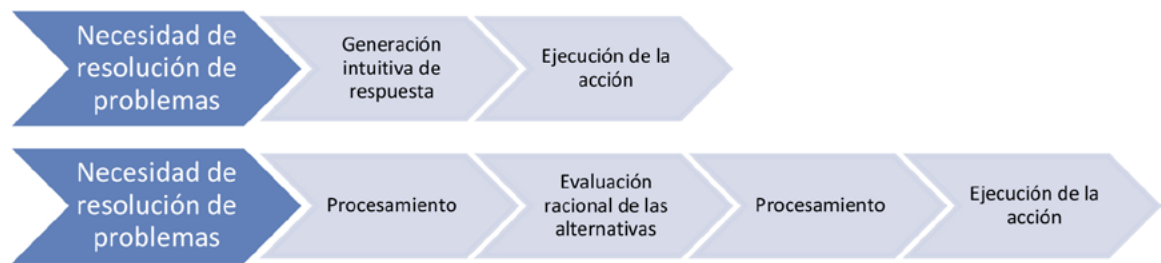 Necesidad de
resolución de
problemas
Generación
intuitiva de
respuesta
Ejecución de la
acción
Necesidad de
resolución de
problemas
Procesamiento
Evaluación
racional de las
alternativas
Procesamiento
Ejecución de la
acción